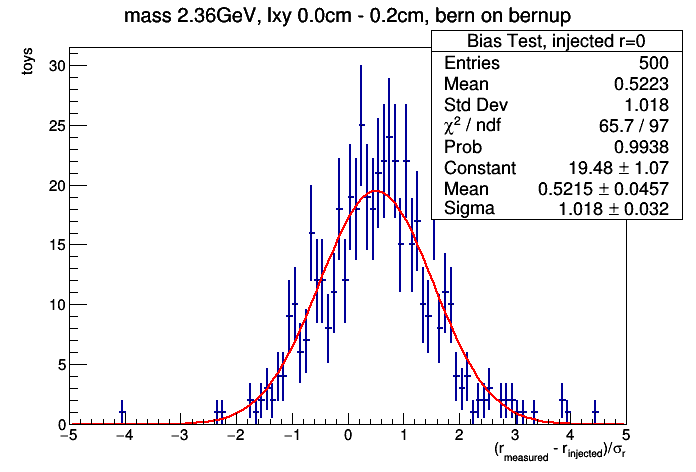 mass 2.36GeV, lxy 0.0cm - 0.2cm, bern on bernup
Bias Test, injected r=0
Entries 500
Mean 0.5223
Std Dev 1.018
χ² / ndf 65.7 / 97
Prob 0.9938
Constant 19.48 ± 1.07
Mean 0.5215 ± 0.0457
Sigma 1.018 ± 0.032
toys
30
25
20
15
10
5
0
−5 −4 −3 −2 −1 0 1 2 3 4 5
(r_measured - r_injected)/σ_r